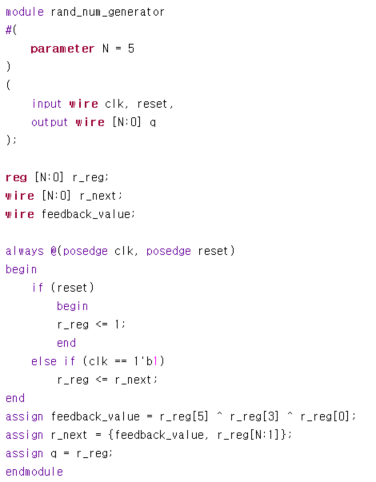 module rand_num_generator
#(
    parameter N = 5
)
(
    input wire clk, reset,
    output wire [N:0] q
);

reg [N:0] r_reg;
wire [N:0] r_next;
wire feedback_value;

always @(posedge clk, posedge reset)
begin
    if (reset)
        begin
        r_reg <= 1;
        end
    else if (clk == 1'b1)
        r_reg <= r_next;
end
assign feedback_value = r_reg[5] ^ r_reg[3] ^ r_reg[0];
assign r_next = {feedback_value, r_reg[N:1]};
assign q = r_reg;
endmodule